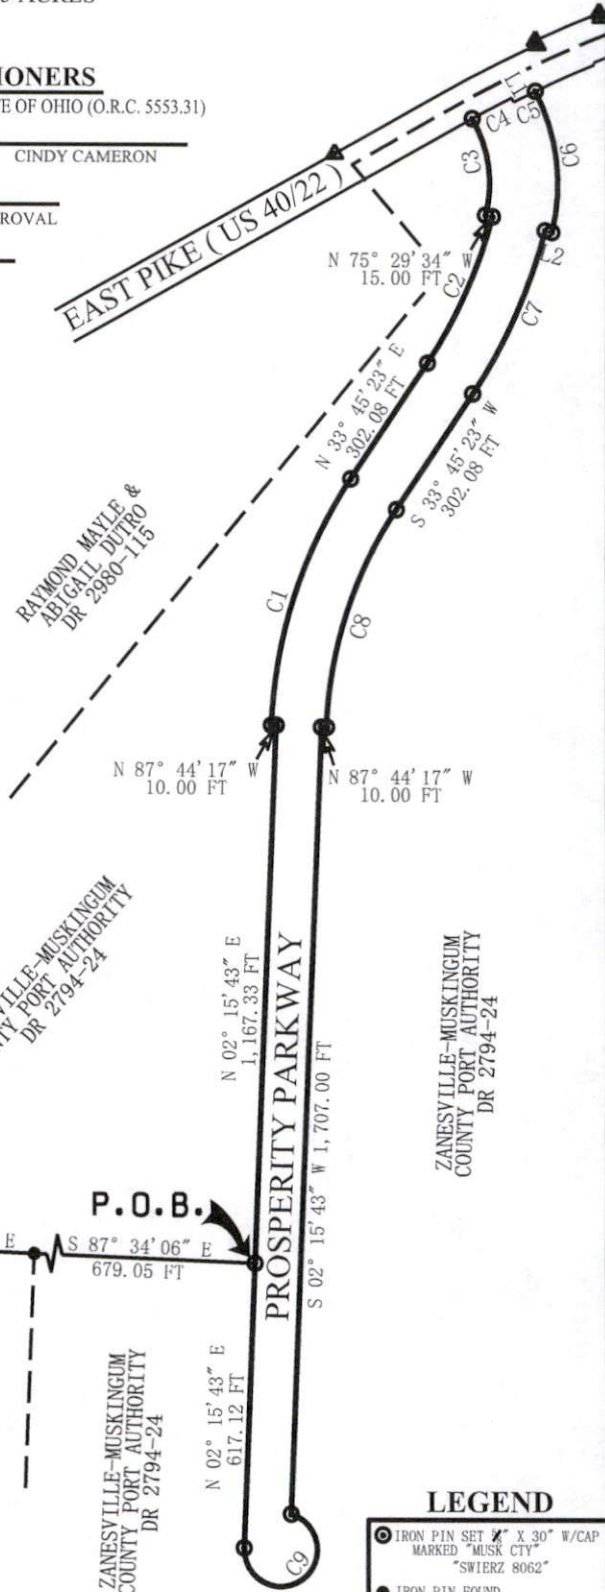 IONERS
E OF OHIO (O.R.C. 5553.31)
CINDY CAMERON
ROVAL
EAST PIKE ( US 40/22 )
L1
C4
C5
C3
C6
N 75° 29'34" W
15.00 FT
C2
L2
C7
N 33° 45'23" E
302.08 FT
S 33° 45'23" W
302.08 FT
RAYMOND MAYLE &
ABIGAIL DUTRO
DR 2980-115
C1
C8
N 87° 44'17" W
10.00 FT
N 87° 44'17" W
10.00 FT
VILLE-MUSKINGUM
TY PORT AUTHORITY
DR 2794-24
N 02° 15'43" E
1,167.33 FT
PROSPERITY PARKWAY
S 02° 15'43" W 1,707.00 FT
ZANESVILLE-MUSKINGUM
COUNTY PORT AUTHORITY
DR 2794-24
P.O.B.
E
S 87° 34'06" E
679.05 FT
N 02° 15'43" E
617.12 FT
ZANESVILLE-MUSKINGUM
COUNTY PORT AUTHORITY
DR 2794-24
C9
LEGEND
IRON PIN SET X 30" W/CAP
MARKED "MUSK CTY"
"SWIERZ 8062"
IRON PIN FOUND